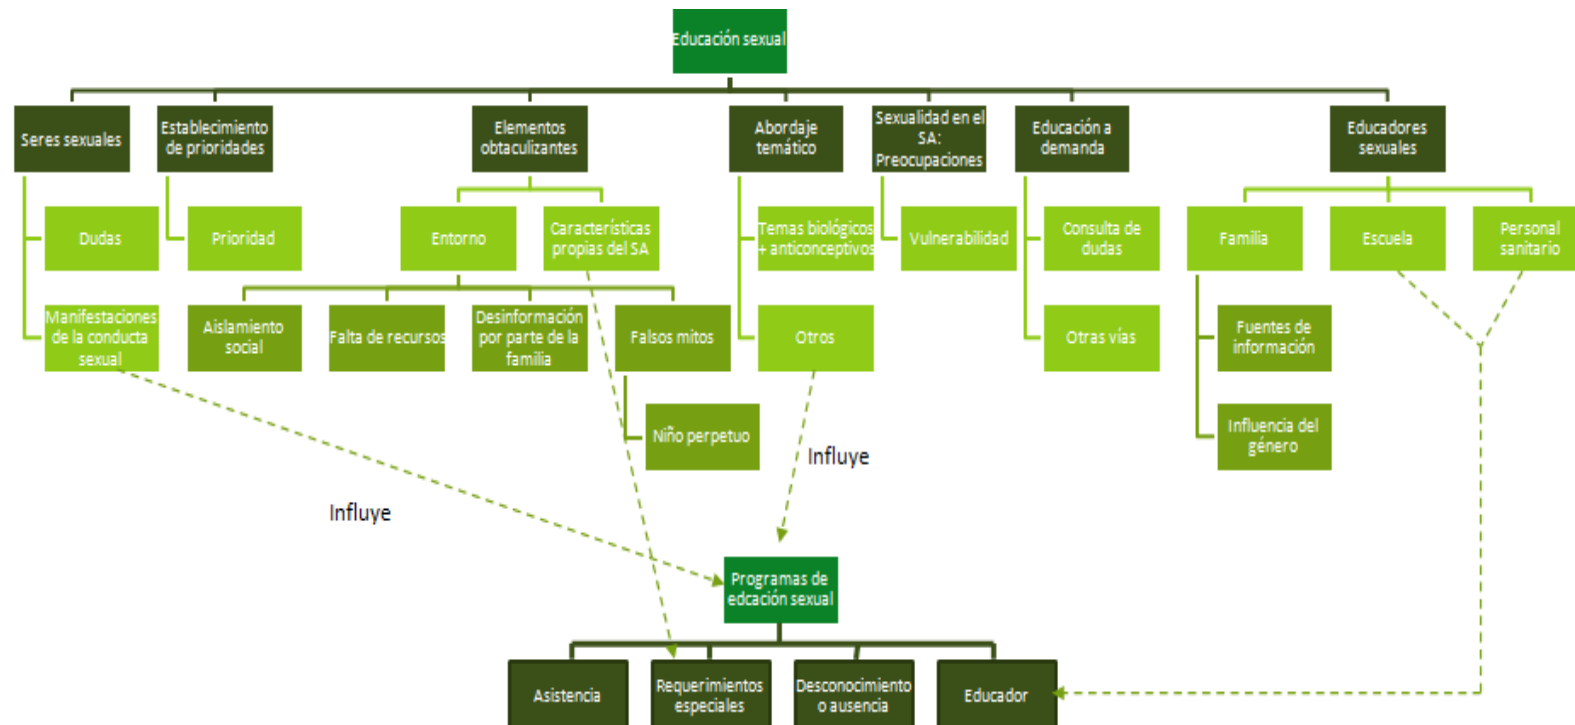 Educación sexual
Seres sexuales
Establecimiento
de prioridades
Elementos
obtaculizantes
Abordaje
temático
Sexualidad en el
SA:
Preocupaciones
Educación a
demanda
Educadores
sexuales
Dudas
Prioridad
Entorno
Características
propias del SA
Temas biológicos
+ anticonceptivos
Vulnerabilidad
Consulta de
dudas
Familia
Escuela
Personal
sanitario
Manifestaciones
de la conducta
sexual
Aislamiento
social
Falta de recursos
Desinformación
por parte de la
familia
Falsos mitos
Otros
Otras vías
Fuentes de
información
Niño perpetuo
Influencia del
género
Influye
Influye
Programas de
edcación sexual
Asistencia
Requerimientos
especiales
Desconocimiento
o ausencia
Educador